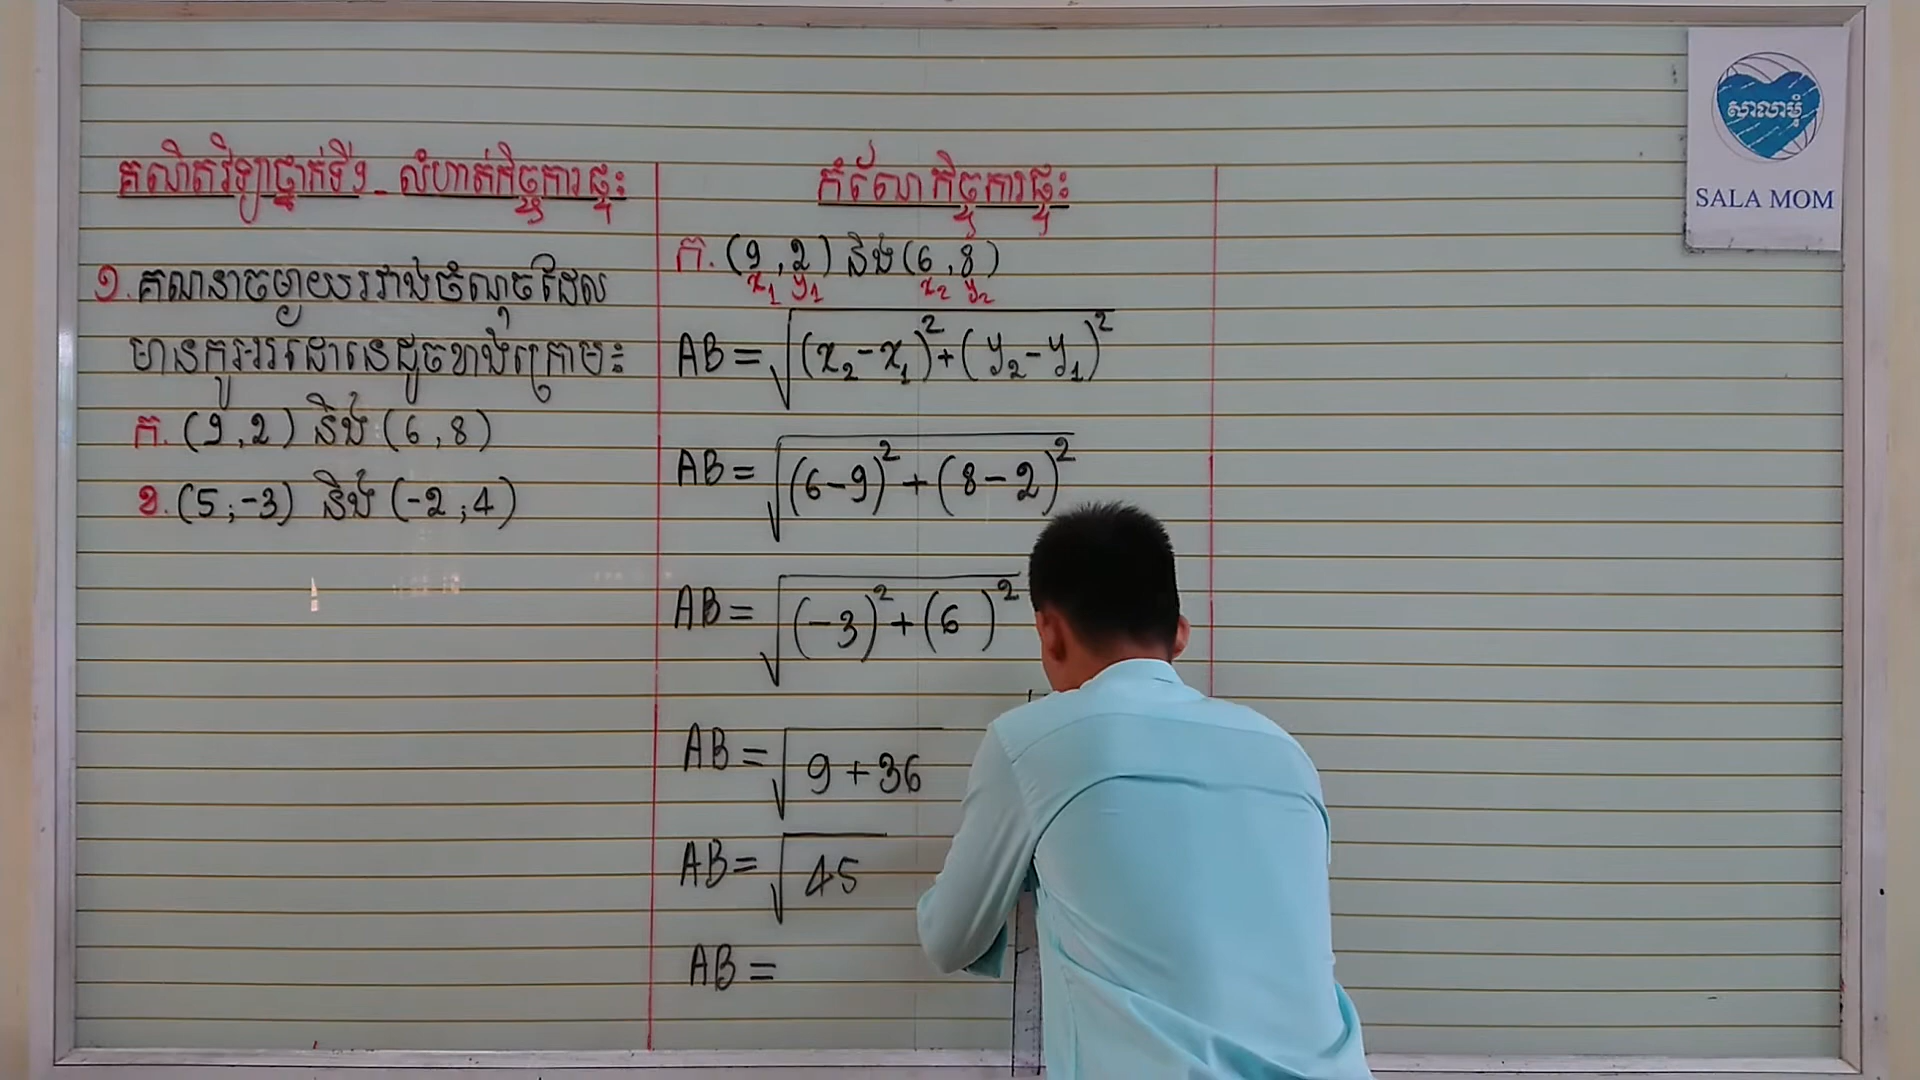 គណិតវិទ្យាថ្នាក់ទី៩ - លំហាត់កិច្ចការផ្ទះ
១. គណនាចម្ងាយរវាងចំណុចដែល
មានកូអរដោនេដូចខាងក្រោម៖
ក. (9,2) និង (6,8)
ខ. (5;-3) និង (-2;4)
កំណែកិច្ចការផ្ទះ
ក. (9,2) និង (6,8)
x₁ y₁ x₂ y₂
AB = √((x₂-x₁)²+(y₂-y₁)²)
AB = √((6-9)²+(8-2)²)
AB = √((-3)²+(6)²)
AB = √(9+36)
AB = √45
AB =
សាលាមុំ
SALA MOM